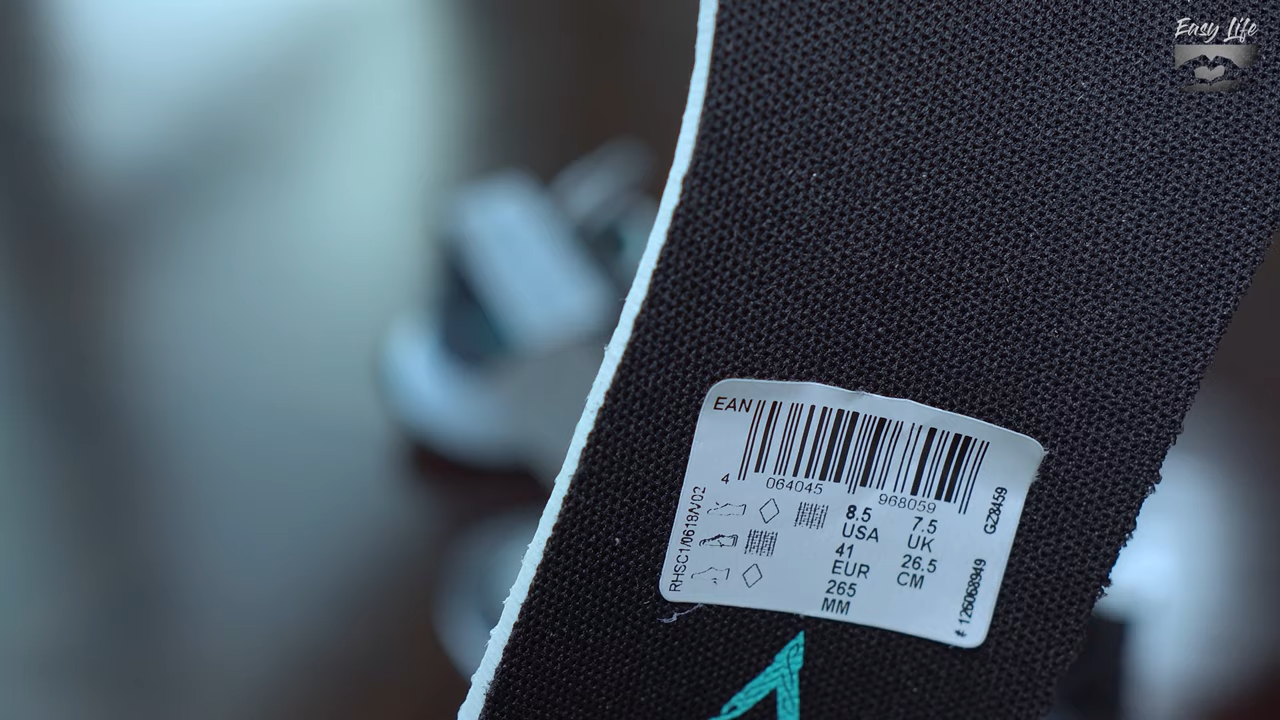 Easy Life
EAN
4 064045 968059
RHSC1/0618/V/02
8.5
USA
41
EUR
265
MM
7.5
UK
26.5
CM
GZ8459
# 126068949